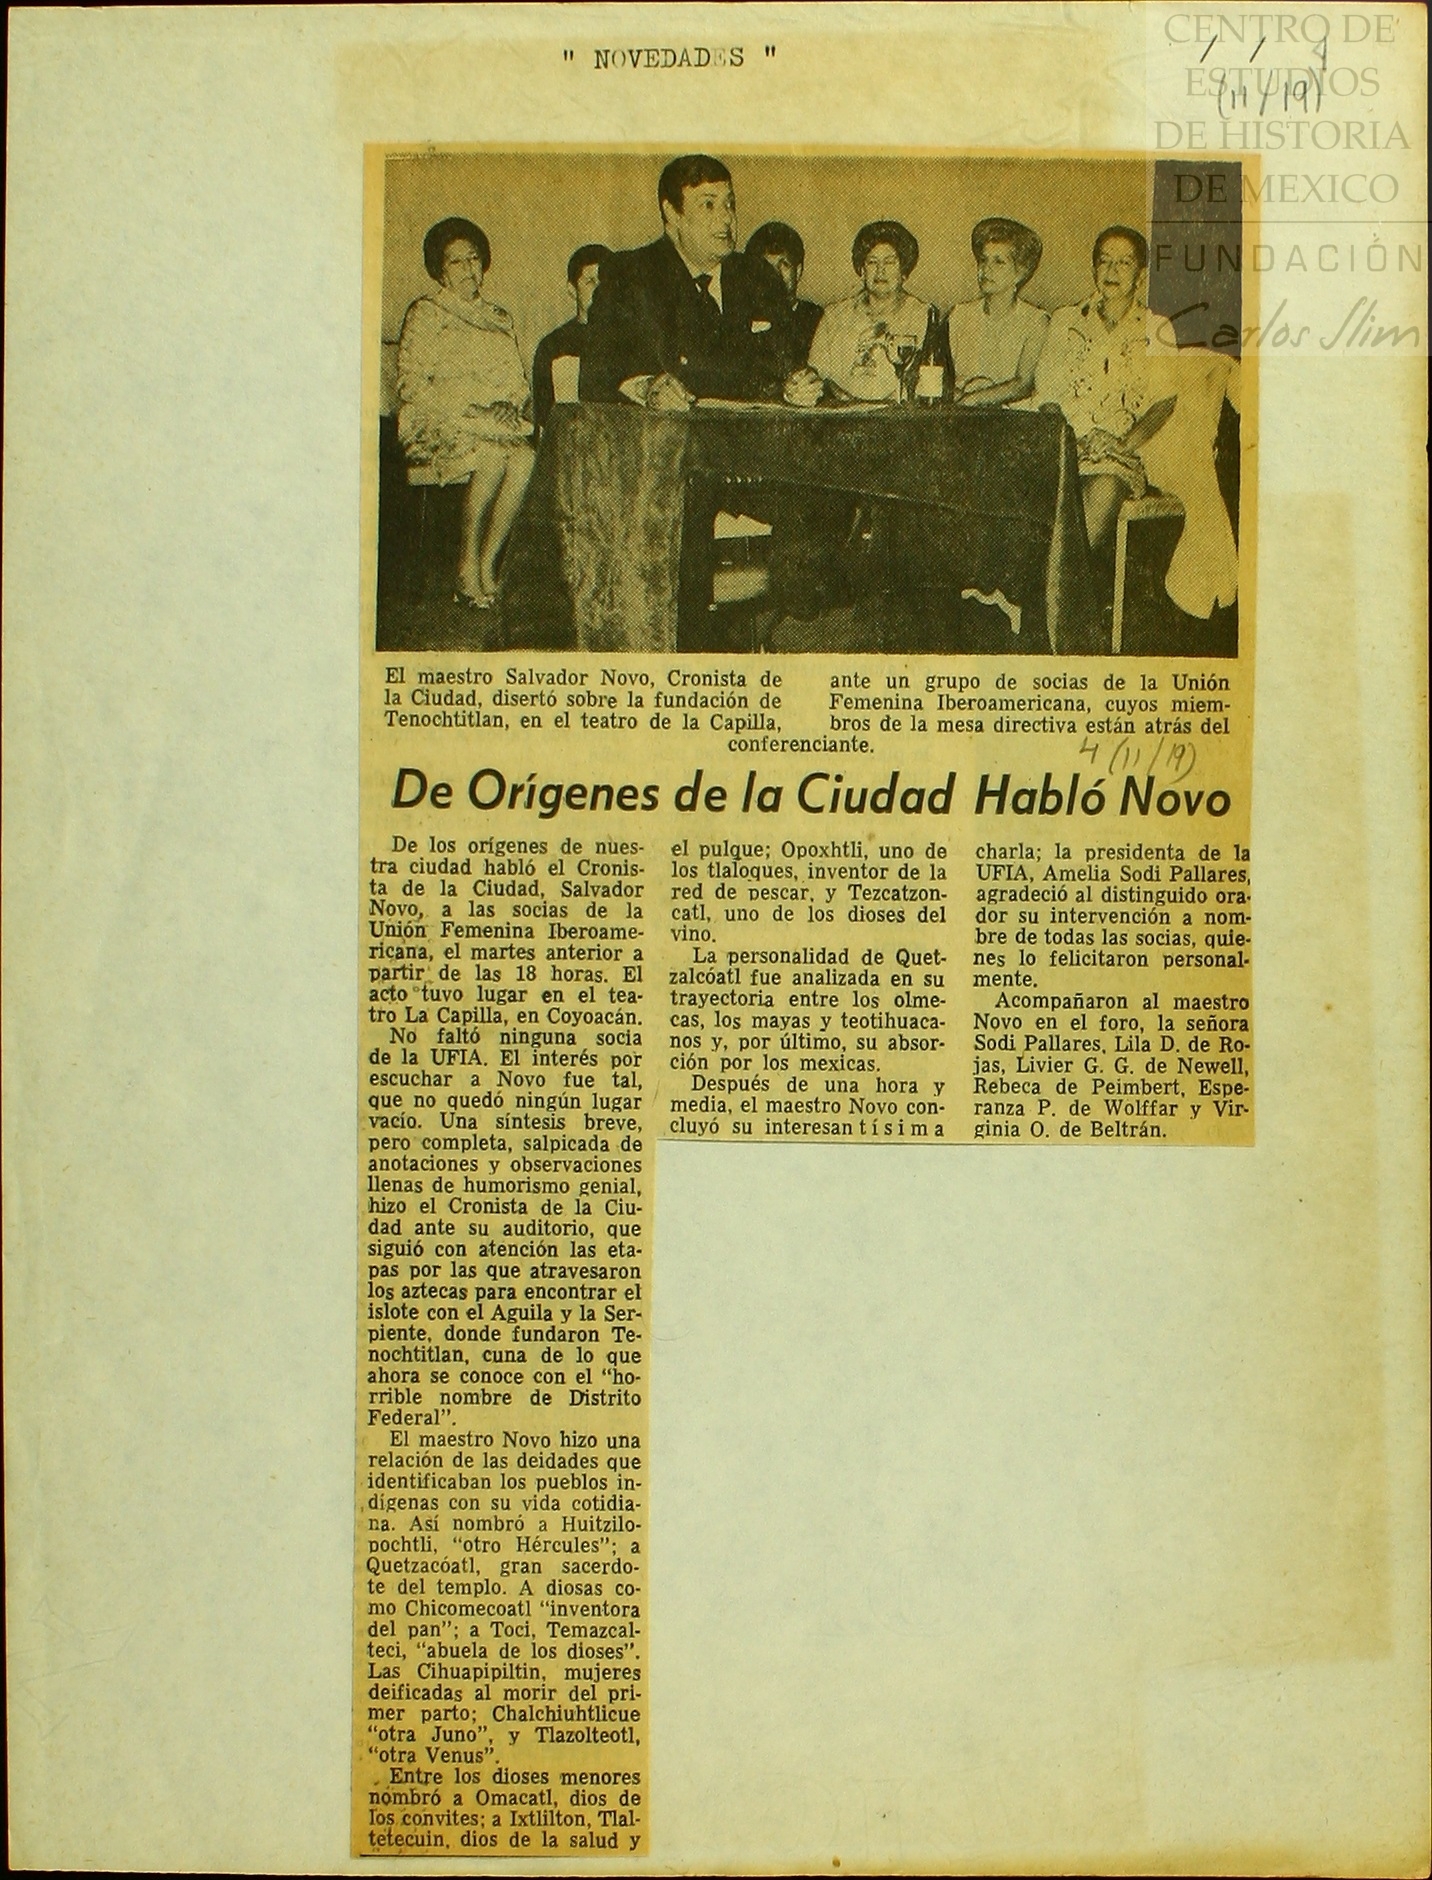 " NOVEDADES "
CENTRO DE
ESTUDIOS
DE HISTORIA
DE MEXICO
FUNDACIÓN
Carlos Slim
(11/19)
El maestro Salvador Novo, Cronista de
la Ciudad, disertó sobre la fundación de
Tenochtitlan, en el teatro de la Capilla,
ante un grupo de socias de la Unión
Femenina Iberoamericana, cuyos miem-
bros de la mesa directiva están atrás del
conferenciante.
4 (11/19)
De Orígenes de la Ciudad Habló Novo
De los orígenes de nues-
tra ciudad habló el Cronis-
ta de la Ciudad, Salvador
Novo, a las socias de la
Unión Femenina Iberoame-
ricana, el martes anterior a
partir de las 18 horas. El
acto tuvo lugar en el tea-
tro La Capilla, en Coyoacán.
No faltó ninguna socia
de la UFIA. El interés por
escuchar a Novo fue tal,
que no quedó ningún lugar
vacío. Una síntesis breve,
pero completa, salpicada de
anotaciones y observaciones
llenas de humorismo genial,
hizo el Cronista de la Ciu-
dad ante su auditorio, que
siguió con atención las eta-
pas por las que atravesaron
los aztecas para encontrar el
islote con el Aguila y la Ser-
piente, donde fundaron Te-
nochtitlan, cuna de lo que
ahora se conoce con el "ho-
rrible nombre de Distrito
Federal".
El maestro Novo hizo una
relación de las deidades que
identificaban los pueblos in-
dígenas con su vida cotidia-
na. Así nombró a Huitzilo-
pochtli, "otro Hércules"; a
Quetzacóatl, gran sacerdo-
te del templo. A diosas co-
mo Chicomecoatl "inventora
del pan"; a Toci, Temazcal-
teci, "abuela de los dioses".
Las Cihuapipiltin, mujeres
deificadas al morir del pri-
mer parto; Chalchiuhtlicue
"otra Juno", y Tlazolteotl,
"otra Venus".
Entre los dioses menores
nombró a Omacatl, dios de
los convites; a Ixtlilton, Tlal-
tetecuin, dios de la salud y
el pulque; Opoxhtli, uno de
los tlaloques, inventor de la
red de pescar, y Tezcatzon-
catl, uno de los dioses del
vino.
La personalidad de Quet-
zalcóatl fue analizada en su
trayectoria entre los olme-
cas, los mayas y teotihuaca-
nos y, por último, su absor-
ción por los mexicas.
Después de una hora y
media, el maestro Novo con-
cluyó su interesantísima
charla; la presidenta de la
UFIA, Amelia Sodi Pallares,
agradeció al distinguido ora-
dor su intervención a nom-
bre de todas las socias, quie-
nes lo felicitaron personal-
mente.
Acompañaron al maestro
Novo en el foro, la señora
Sodi Pallares, Lila D. de Ro-
jas, Livier G. G. de Newell,
Rebeca de Peimbert, Espe-
ranza P. de Wolffar y Vir-
ginia O. de Beltrán.